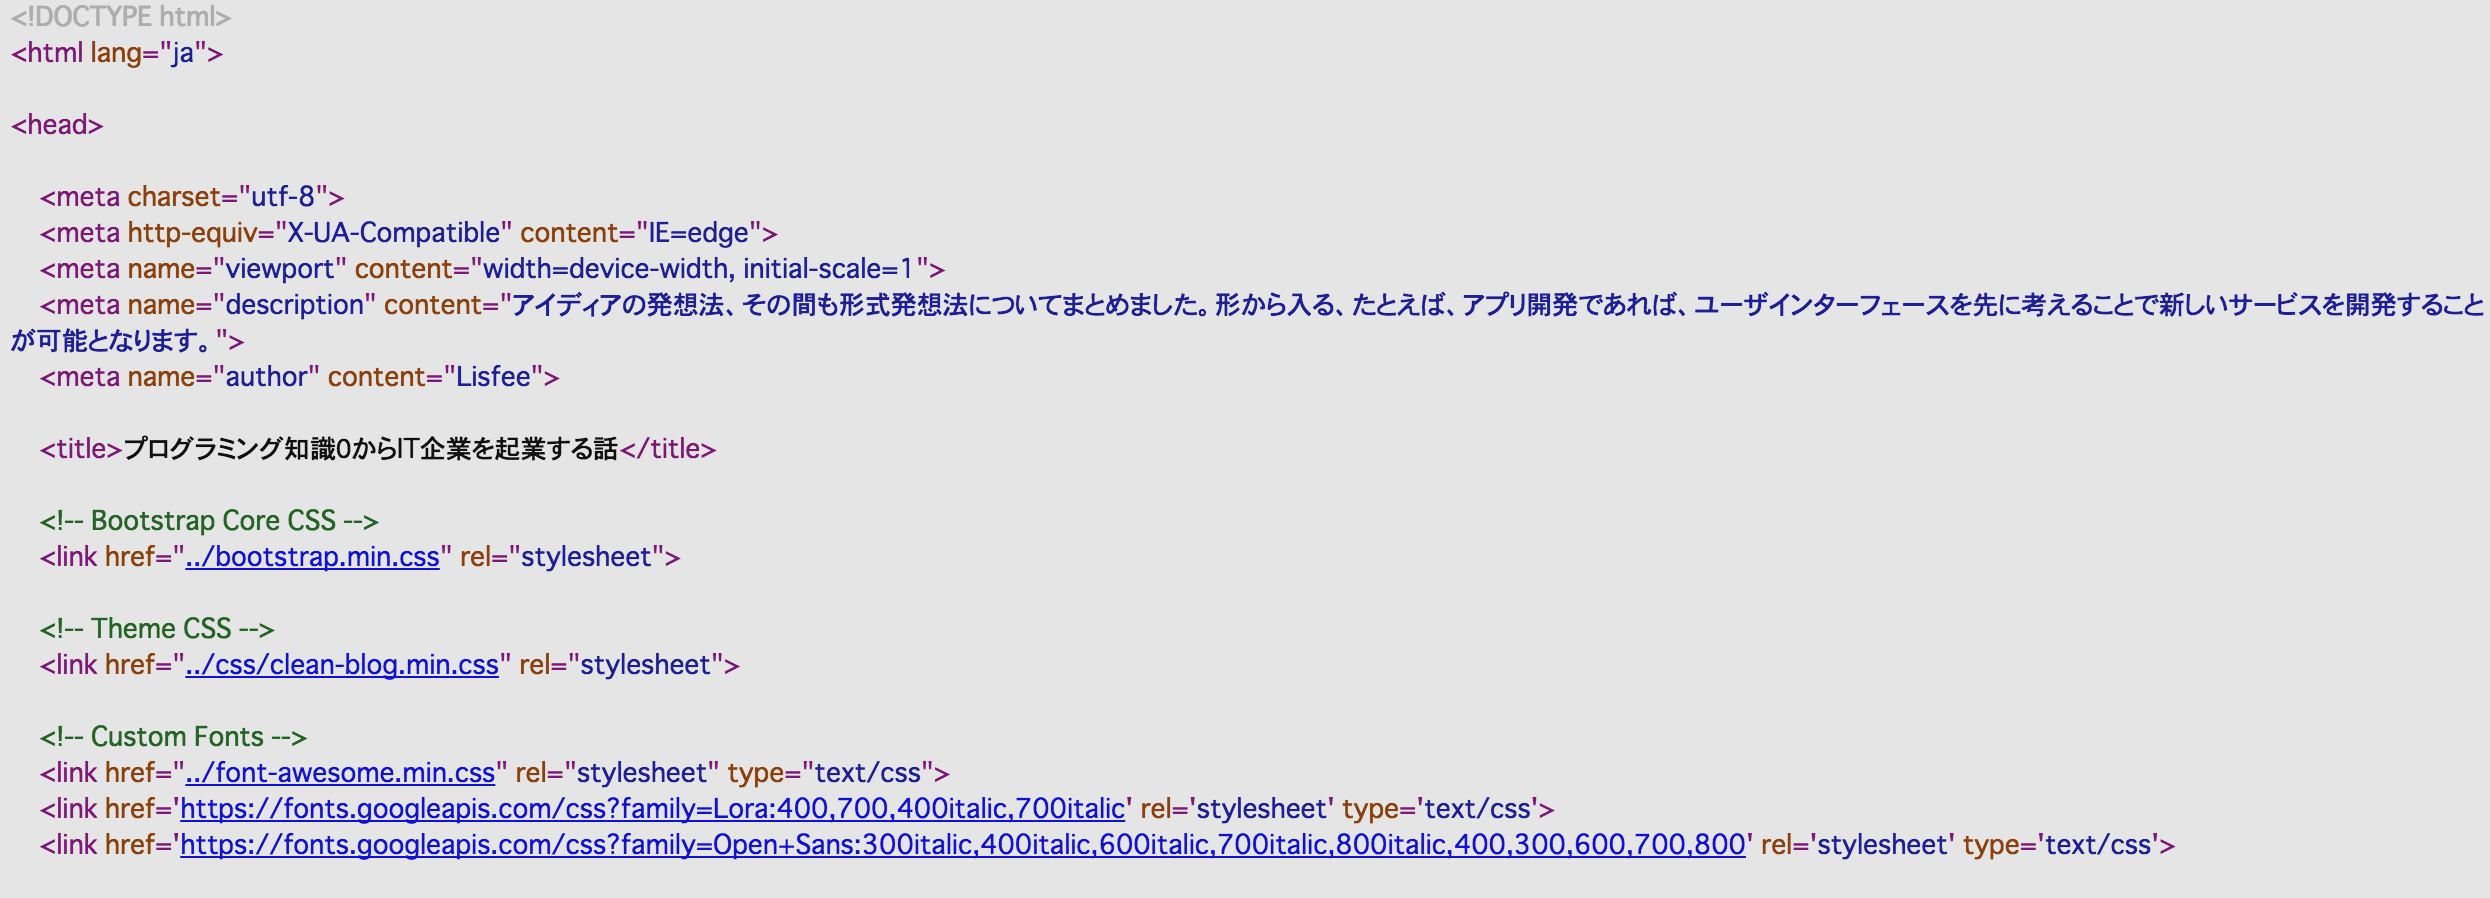 <!DOCTYPE html>
<html lang="ja">
<head>
<meta charset="utf-8">
<meta http-equiv="X-UA-Compatible" content="IE=edge">
<meta name="viewport" content="width=device-width, initial-scale=1">
<meta name="description" content="アイディアの発想法、その間も形式発想法についてまとめました。形から入る、たとえば、アプリ開発であれば、ユーザインターフェースを先に考えることで新しいサービスを開発すること
が可能となります。">
<meta name="author" content="Lisfee">
<title>プログラミング知識0からIT企業を起業する話</title>
<!-- Bootstrap Core CSS -->
<link href="../bootstrap.min.css" rel="stylesheet">
<!-- Theme CSS -->
<link href="../css/clean-blog.min.css" rel="stylesheet">
<!-- Custom Fonts -->
<link href="../font-awesome.min.css" rel="stylesheet" type="text/css">
<link href='https://fonts.googleapis.com/css?family=Lora:400,700,400italic,700italic' rel='stylesheet' type='text/css'>
<link href='https://fonts.googleapis.com/css?family=Open+Sans:300italic,400italic,600italic,700italic,800italic,400,300,600,700,800' rel='stylesheet' type='text/css'>